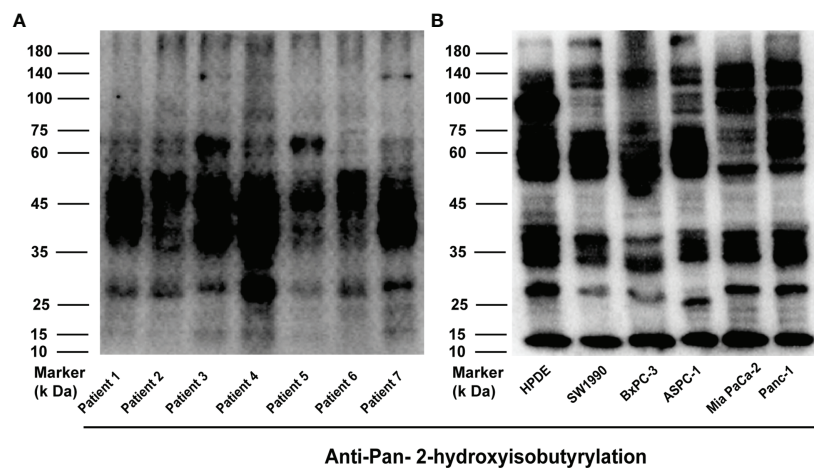 A
180
140
100
75
60
45
35
25
15
10
Marker
(k Da)
Patient 1
Patient 2
Patient 3
Patient 4
Patient 5
Patient 6
Patient 7
B
180
140
100
75
60
45
35
25
15
10
Marker
(k Da)
HPDE
SW1990
BxPC-3
ASPC-1
Mia PaCa-2
Panc-1
Anti-Pan- 2-hydroxyisobutyrylation